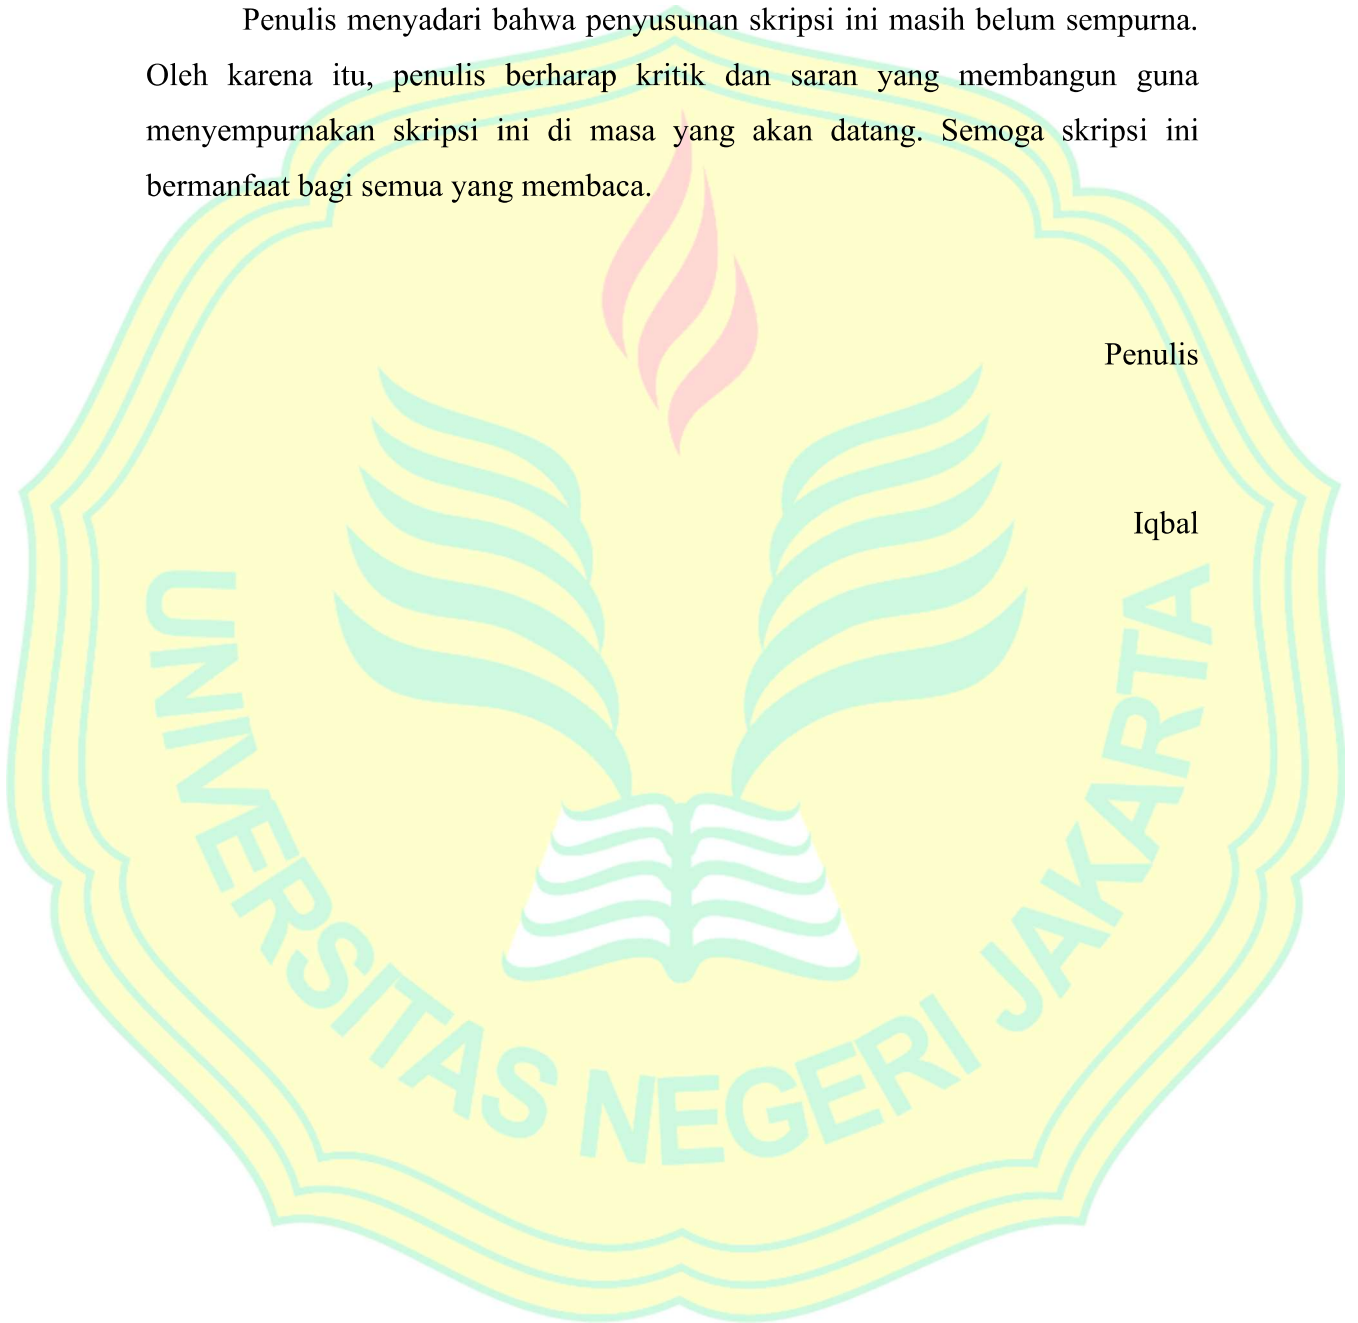 Penulis menyadari bahwa penyusunan skripsi ini masih belum sempurna.
Oleh karena itu, penulis berharap kritik dan saran yang membangun guna
menyempurnakan skripsi ini di masa yang akan datang. Semoga skripsi ini
bermanfaat bagi semua yang membaca.
Penulis
Iqbal
UNIVERSITAS NEGERI JAKARTA